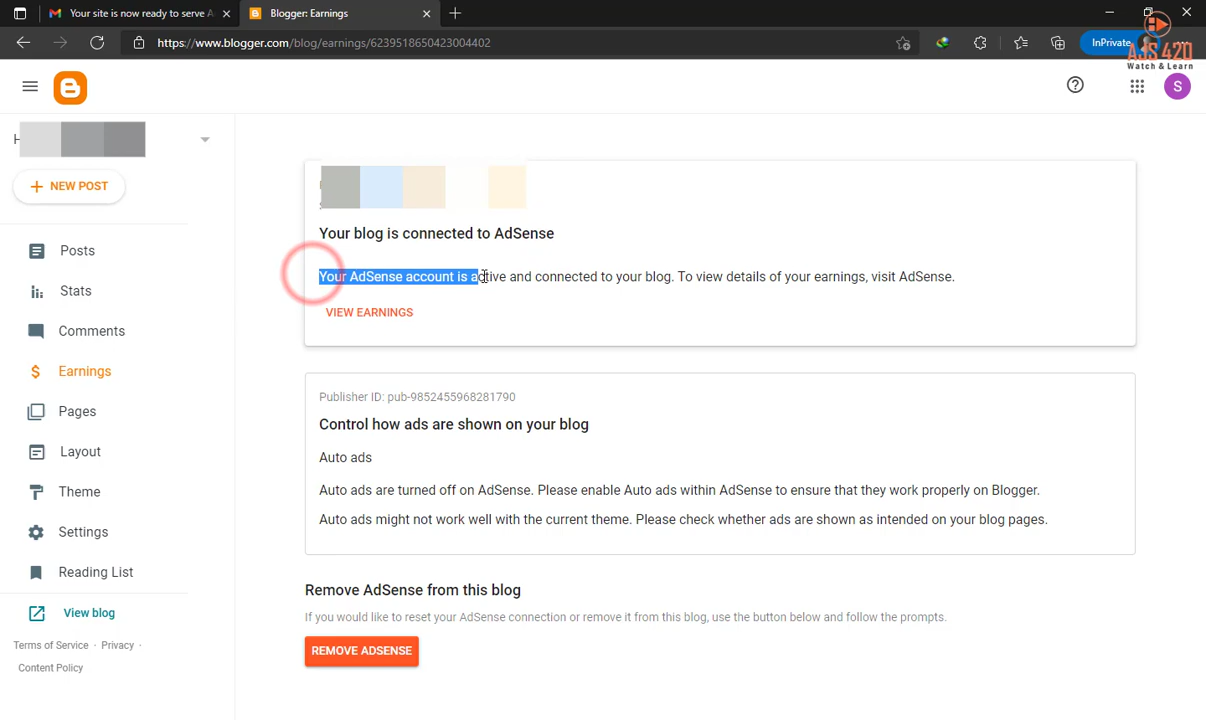 Your site is now ready to serve A
Blogger: Earnings
https://www.blogger.com/blog/earnings/6239518650423004402
InPrivate
AJS 420
Watch & Learn
S
H
NEW POST
Posts
Stats
Comments
Earnings
Pages
Layout
Theme
Settings
Reading List
View blog
Terms of Service · Privacy ·
Content Policy
Your blog is connected to AdSense
Your AdSense account is active and connected to your blog. To view details of your earnings, visit AdSense.
VIEW EARNINGS
Publisher ID: pub-9852455968281790
Control how ads are shown on your blog
Auto ads
Auto ads are turned off on AdSense. Please enable Auto ads within AdSense to ensure that they work properly on Blogger.
Auto ads might not work well with the current theme. Please check whether ads are shown as intended on your blog pages.
Remove AdSense from this blog
If you would like to reset your AdSense connection or remove it from this blog, use the button below and follow the prompts.
REMOVE ADSENSE